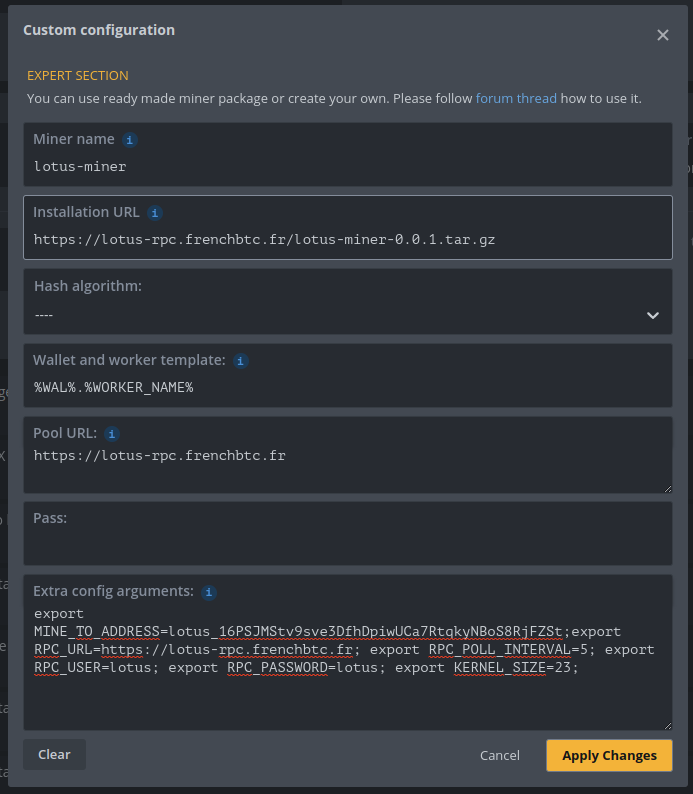 Custom configuration
×
EXPERT SECTION
You can use ready made miner package or create your own. Please follow forum thread how to use it.
Miner name i
lotus-miner
Installation URL i
https://lotus-rpc.frenchbtc.fr/lotus-miner-0.0.1.tar.gz
Hash algorithm:
----
Wallet and worker template: i
%WAL%.%WORKER_NAME%
Pool URL: i
https://lotus-rpc.frenchbtc.fr
Pass:
Extra config arguments: i
export
MINE_TO_ADDRESS=lotus_16PSJMStv9sve3DfhDpiwUCa7RtqkyNBoS8RjFZSt;export
RPC_URL=https://lotus-rpc.frenchbtc.fr; export RPC_POLL_INTERVAL=5; export
RPC_USER=lotus; export RPC_PASSWORD=lotus; export KERNEL_SIZE=23;
Clear
Cancel
Apply Changes